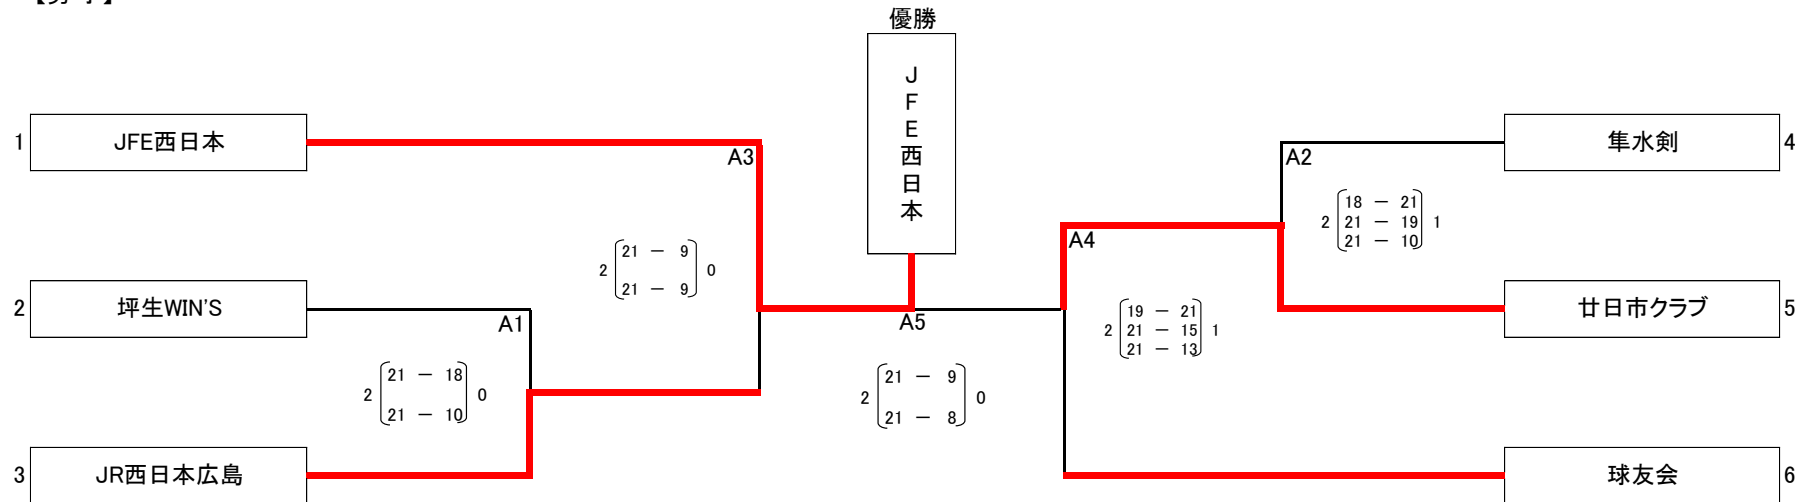 優勝
JFE西日本
1 JFE西日本
A3
A2
隼水剣 4
18 － 21
2 21 － 19 1
21 － 10
A4
21 － 9
2 0
21 － 9
2 坪生WIN'S
A1
A5
19 － 21
2 21 － 15 1
21 － 13
廿日市クラブ 5
21 － 18
2 0
21 － 10
21 － 9
2 0
21 － 8
3 JR西日本広島
球友会 6